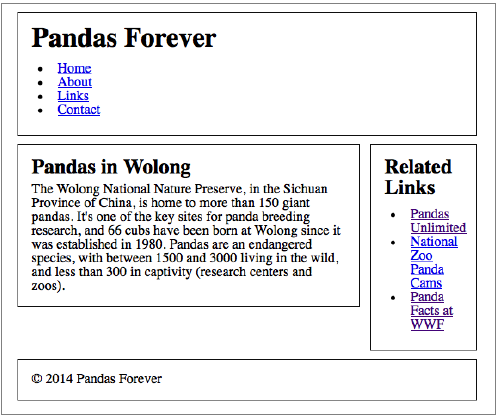 Pandas Forever
Home
About
Links
Contact
Pandas in Wolong
The Wolong National Nature Preserve, in the Sichuan
Province of China, is home to more than 150 giant
pandas. It's one of the key sites for panda breeding
research, and 66 cubs have been born at Wolong since it
was established in 1980. Pandas are an endangered
species, with between 1500 and 3000 living in the wild,
and less than 300 in captivity (research centers and
zoos).
Related
Links
Pandas
Unlimited
National
Zoo
Panda
Cams
Panda
Facts at
WWF
© 2014 Pandas Forever